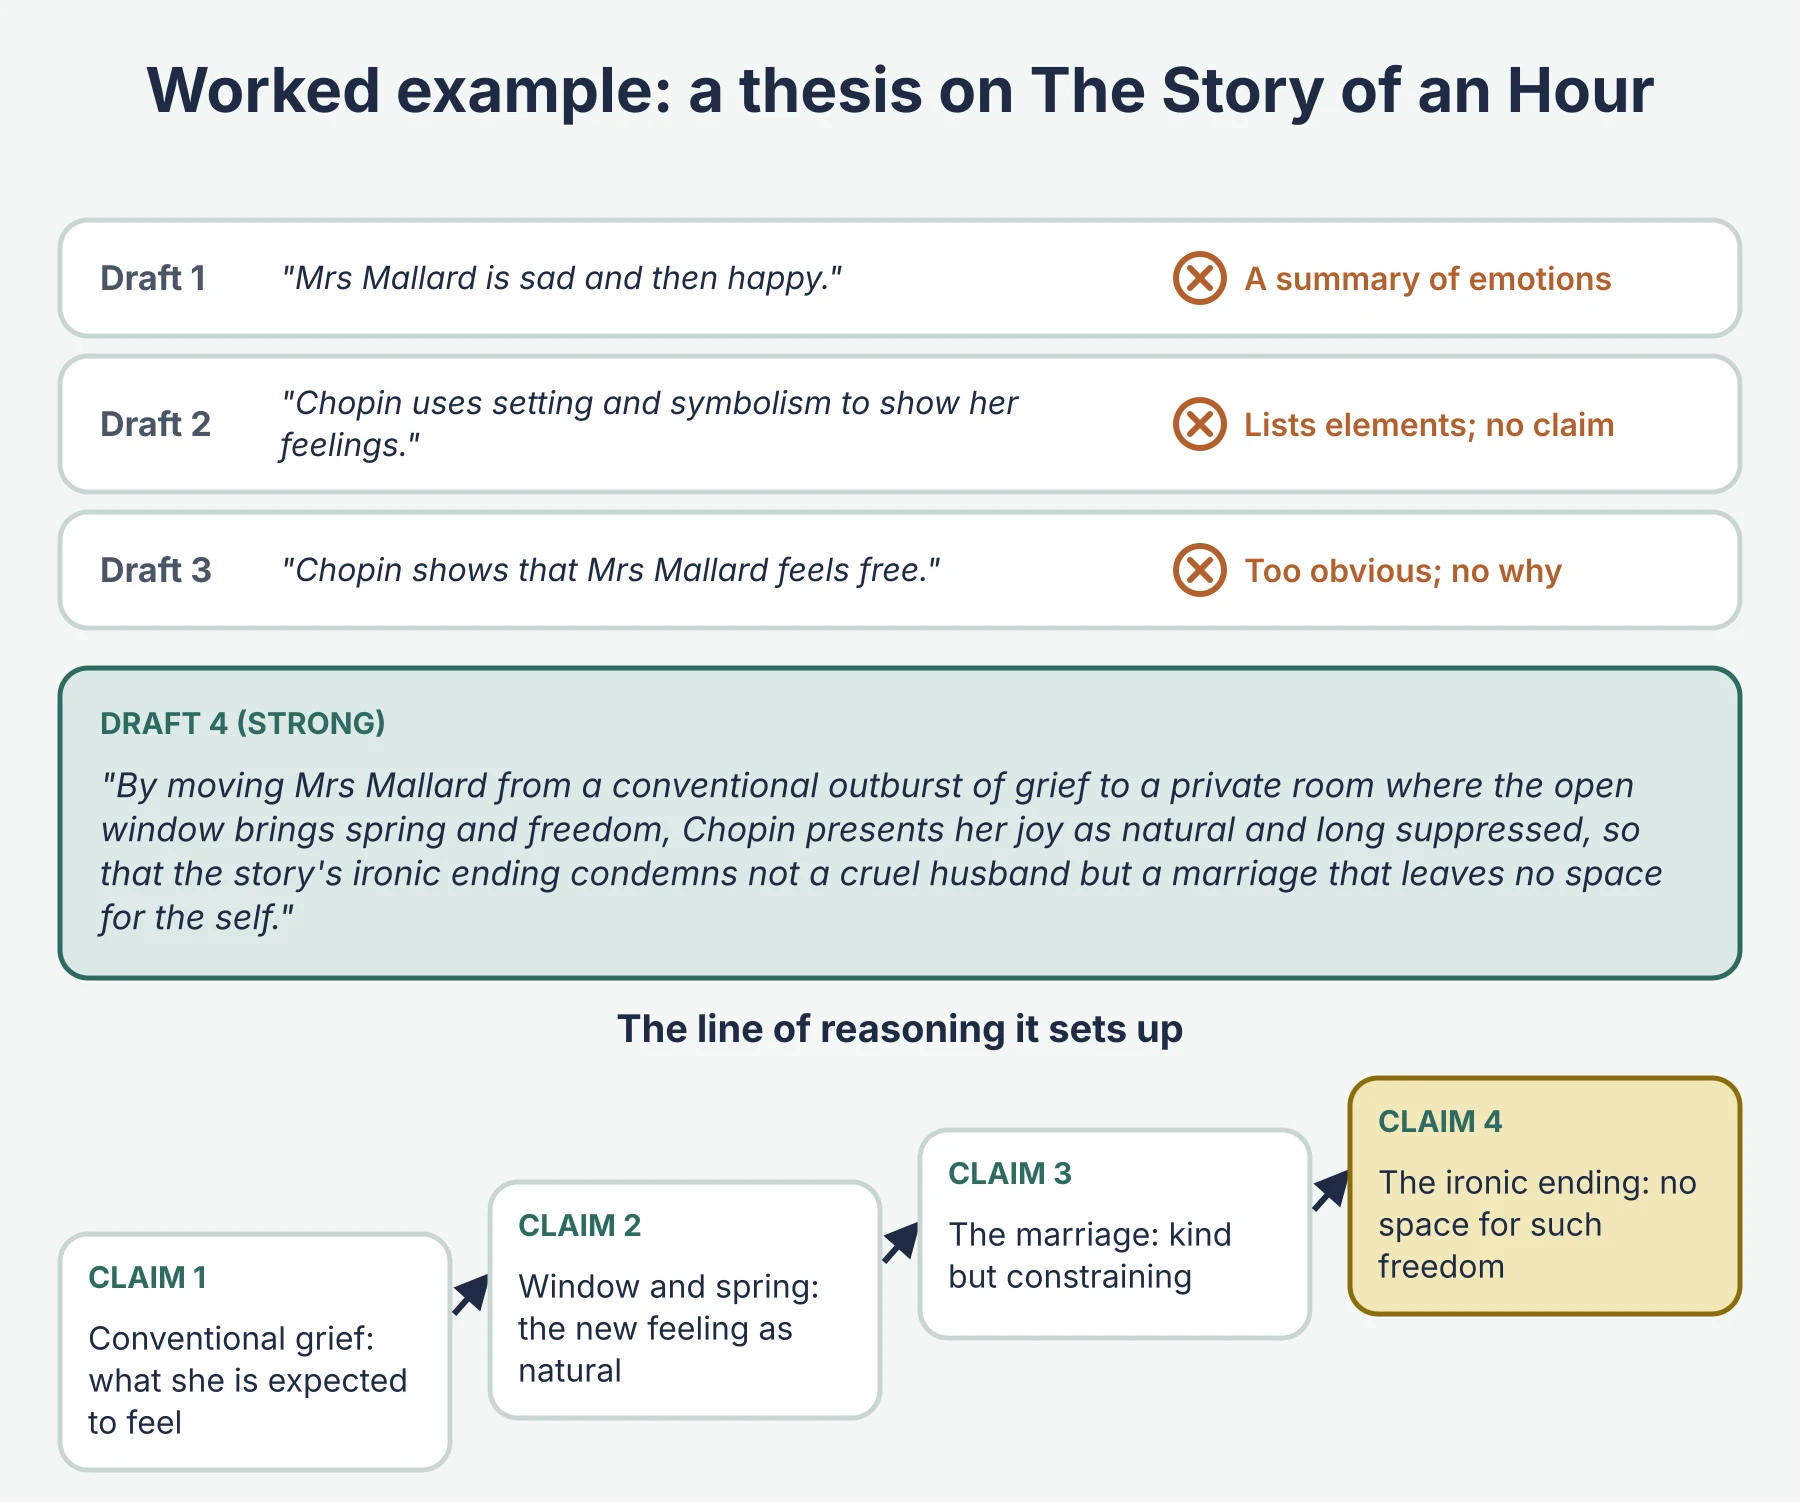 Worked example: a thesis on The Story of an Hour
Draft 1
"Mrs Mallard is sad and then happy."
A summary of emotions
Draft 2
"Chopin uses setting and symbolism to show her
feelings."
Lists elements; no claim
Draft 3
"Chopin shows that Mrs Mallard feels free."
Too obvious; no why
DRAFT 4 (STRONG)
"By moving Mrs Mallard from a conventional outburst of grief to a private room where the open
window brings spring and freedom, Chopin presents her joy as natural and long suppressed, so
that the story's ironic ending condemns not a cruel husband but a marriage that leaves no space
for the self."
The line of reasoning it sets up
CLAIM 1
Conventional grief:
what she is expected
to feel
CLAIM 2
Window and spring:
the new feeling as
natural
CLAIM 3
The marriage: kind
but constraining
CLAIM 4
The ironic ending: no
space for such
freedom